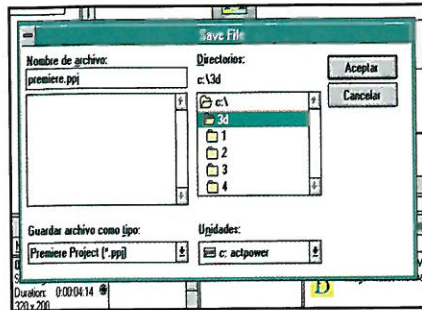 Save File
Nombre de archivo:
premiere.ppj
Directorios:
c:\3d
c:\
3d
1
2
3
4
Aceptar
Cancelar
Guardar archivo como tipo:
Premiere Project (*.ppj)
Unidades:
c: actpower
Duration: 0:00:04:14
320 x 200
D